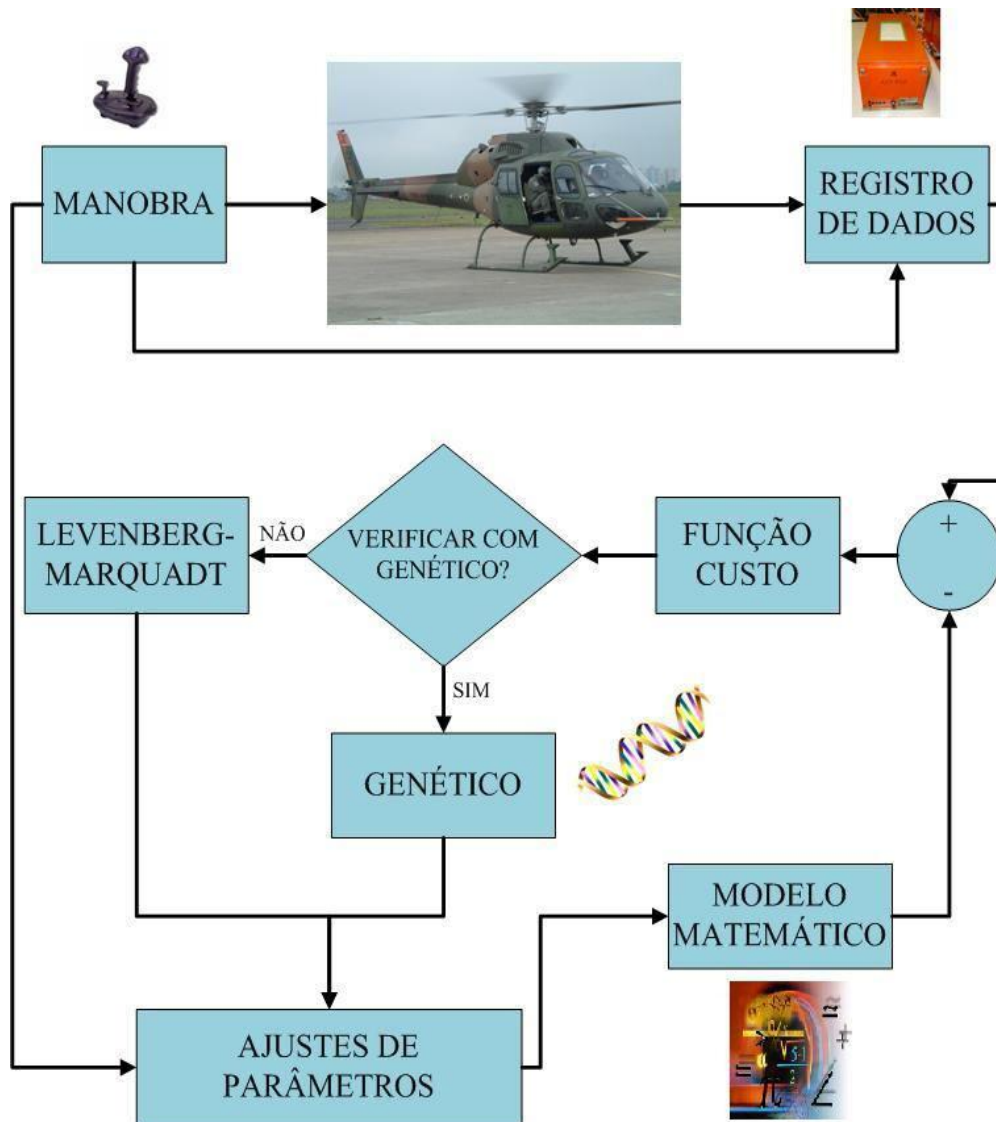 MANOBRA
REGISTRO
DE DADOS
LEVENBERG-
MARQUADT
NÃO
VERIFICAR COM
GENÉTICO?
FUNÇÃO
CUSTO
+
-
SIM
GENÉTICO
MODELO
MATEMÁTICO
AJUSTES DE
PARÂMETROS